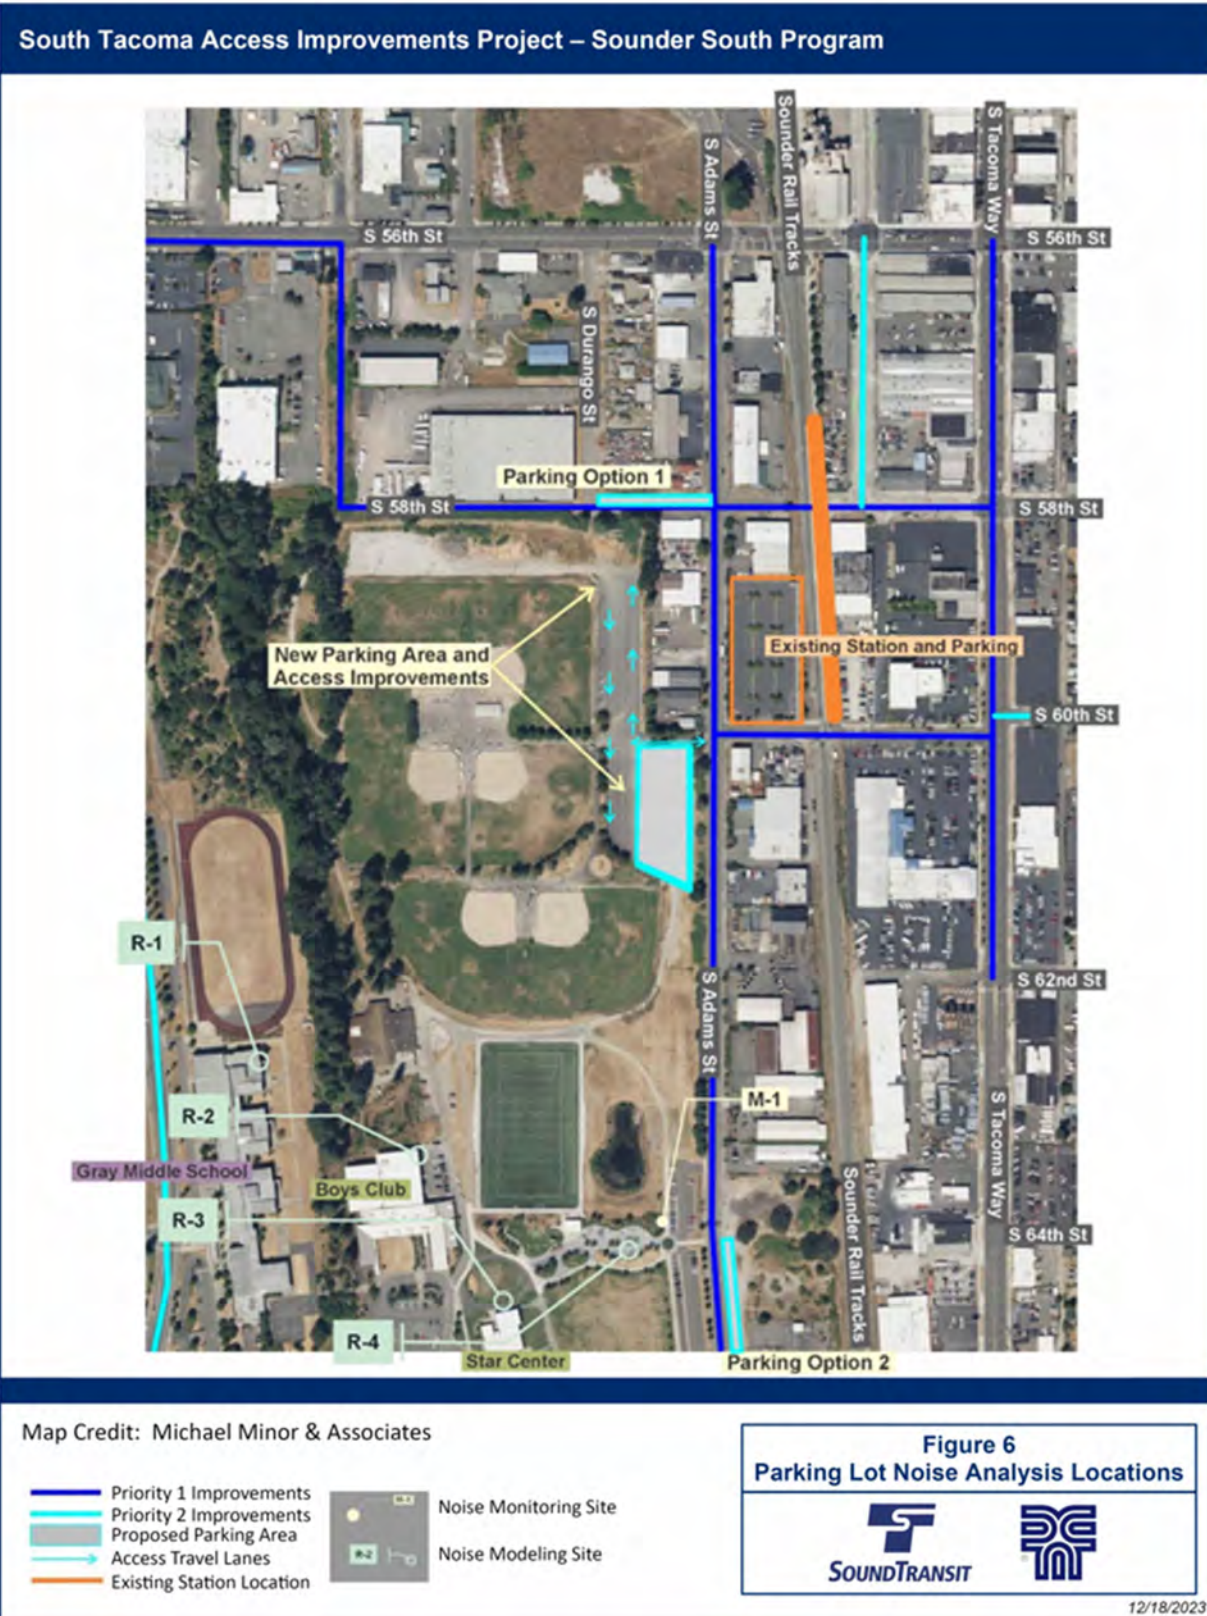 South Tacoma Access Improvements Project – Sounder South Program
S Adams St
Sounder Rail Tracks
S Tacoma Way
S 56th St
S 56th St
S Durango St
Parking Option 1
S 58th St
S 58th St
New Parking Area and
Access Improvements
Existing Station and Parking
S 60th St
R-1
S Adams St
S 62nd St
R-2
M-1
Gray Middle School
Boys Club
S Tacoma Way
R-3
Sounder Rail Tracks
S 64th St
R-4
Star Center
Parking Option 2
Map Credit: Michael Minor & Associates
Priority 1 Improvements
Priority 2 Improvements
Proposed Parking Area
Access Travel Lanes
Existing Station Location
M-1
Noise Monitoring Site
R-2
Noise Modeling Site
Figure 6
Parking Lot Noise Analysis Locations
SOUNDTRANSIT
12/18/2023